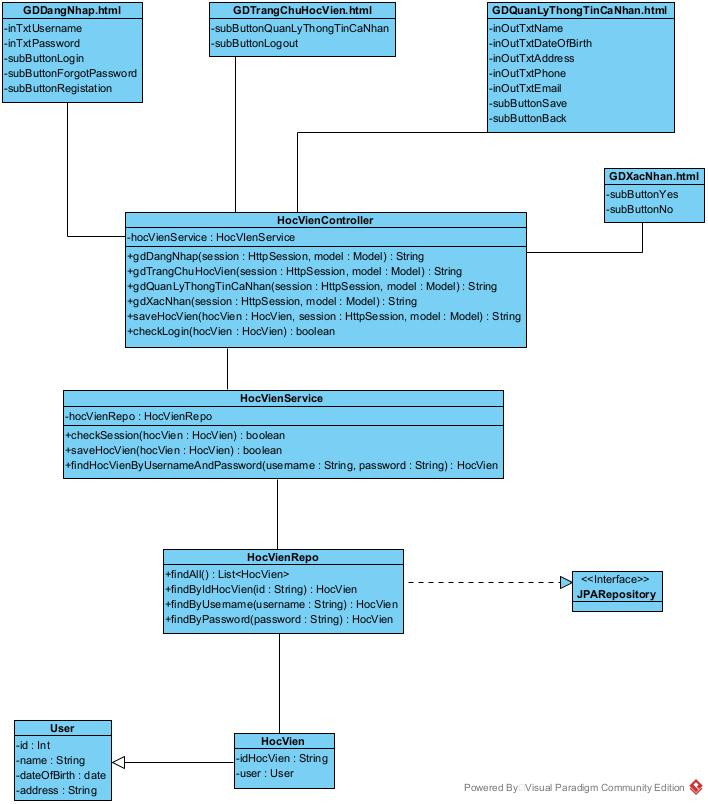 GDDangNhap.html
-inTxtUsername
-inTxtPassword
-subButtonLogin
-subButtonForgotPassword
-subButtonRegistation
GDTrangChuHocVien.html
-subButtonQuanLyThongTinCaNhan
-subButtonLogout
GDQuanLyThongTinCaNhan.html
-inOutTxtName
-inOutTxtDateOfBirth
-inOutTxtAddress
-inOutTxtPhone
-inOutTxtEmail
-subButtonSave
-subButtonBack
GDXacNhan.html
-subButtonYes
-subButtonNo
HocVienController
-hocVienService : HocVIenService
+gdDangNhap(session : HttpSession, model : Model) : String
+gdTrangChuHocVien(session : HttpSession, model : Model) : String
+gdQuanLyThongTinCaNhan(session : HttpSession, model : Model) : String
+gdXacNhan(session : HttpSession, model : Model) : String
+saveHocVien(hocVien : HocVien, session : HttpSession, model : Model) : String
+checkLogin(hocVien : HocVien) : boolean
HocVienService
-hocVienRepo : HocVienRepo
+checkSession(hocVien : HocVien) : boolean
+saveHocVien(hocVien : HocVien) : boolean
+findHocVienByUsernameAndPassword(username : String, password : String) : HocVien
HocVienRepo
+findAll() : List<HocVien>
+findByIdHocVien(id : String) : HocVien
+findByUsername(username : String) : HocVien
+findByPassword(password : String) : HocVien
<<Interface>>
JPARepository
User
-id : Int
-name : String
-dateOfBirth : date
-address : String
HocVien
-idHocVien : String
-user : User
Powered By Visual Paradigm Community Edition